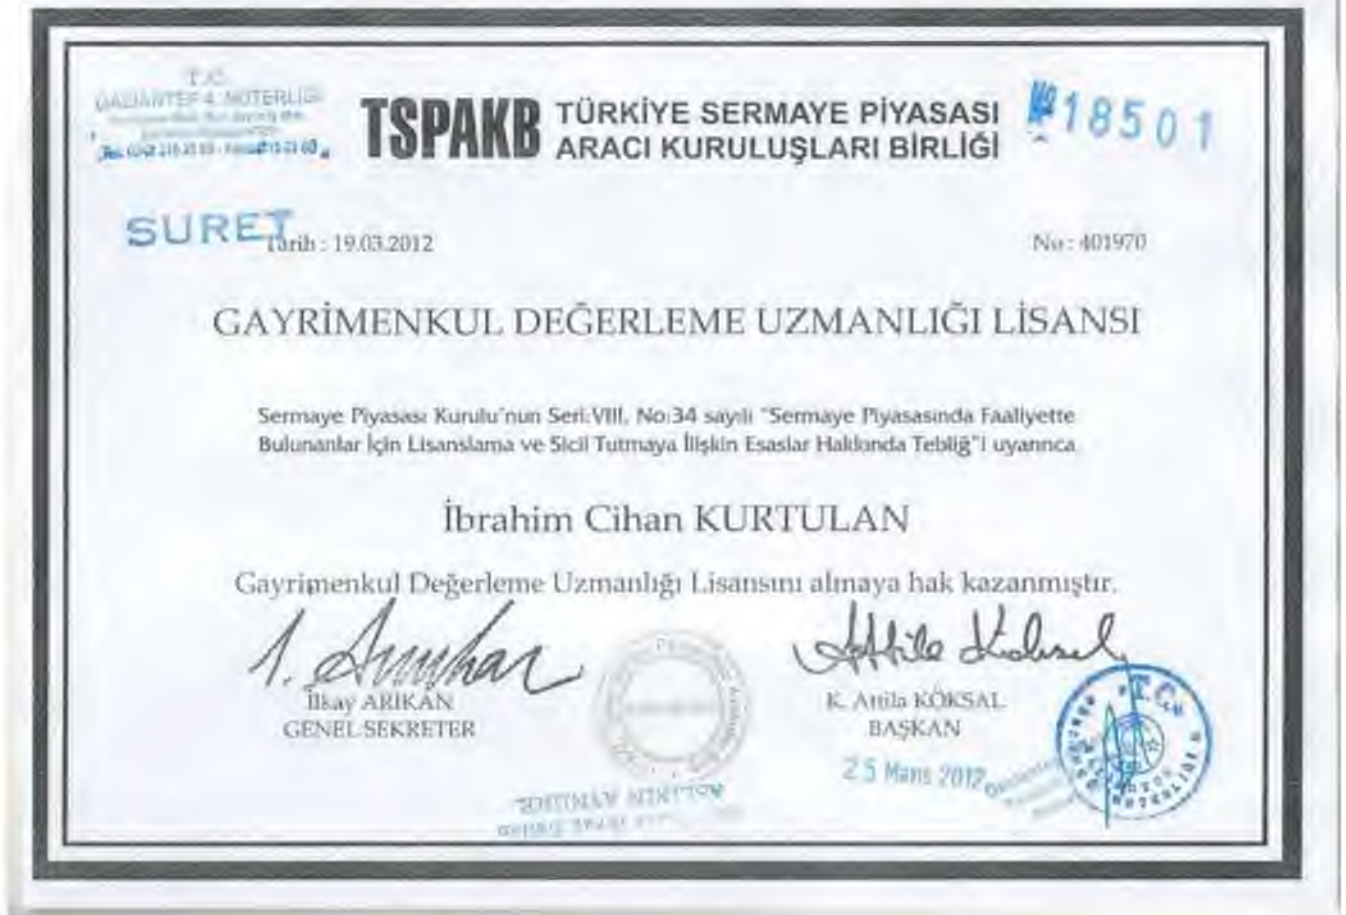 T.C.
GAZİANTEP 4. NOTERLİĞİ
TSPAKB TÜRKİYE SERMAYE PİYASASI
ARACI KURULUŞLARI BİRLİĞİ
№ 18501
SURET
Tarih : 19.03.2012
No : 401970
GAYRİMENKUL DEĞERLEME UZMANLIĞI LİSANSI
Sermaye Piyasası Kurulu'nun Seri:VIII, No:34 sayılı "Sermaye Piyasasında Faaliyette
Bulunanlar İçin Lisanslama ve Sicil Tutmaya İlişkin Esaslar Hakkında Tebliğ"i uyarınca
İbrahim Cihan KURTULAN
Gayrimenkul Değerleme Uzmanlığı Lisansını almaya hak kazanmıştır.
İlkay ARIKAN
GENEL SEKRETER
K. Attila KÖKSAL
BAŞKAN
25 Mars 2012
T.C.